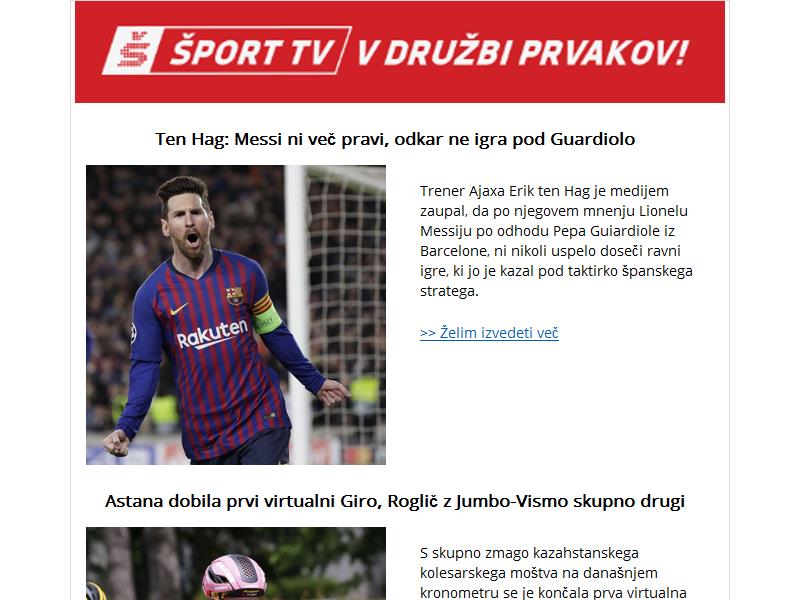 Š ŠPORT TV V DRUŽBI PRVAKOV!
Ten Hag: Messi ni več pravi, odkar ne igra pod Guardiolo
Trener Ajaxa Erik ten Hag je medijem
zaupal, da po njegovem mnenju Lionelu
Messiju po odhodu Pepa Guiardiole iz
Barcelone, ni nikoli uspelo doseči ravni
igre, ki jo je kazal pod taktirko španskega
stratega.
>> Želim izvedeti več
Rakuten
RESPECT
Astana dobila prvi virtualni Giro, Roglič z Jumbo-Vismo skupno drugi
S skupno zmago kazahstanskega
kolesarskega moštva na današnjem
kronometru se je končala prva virtualna